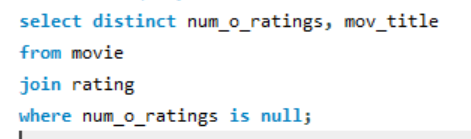 select distinct num_o_ratings, mov_title
from movie
join rating
where num_o_ratings is null;